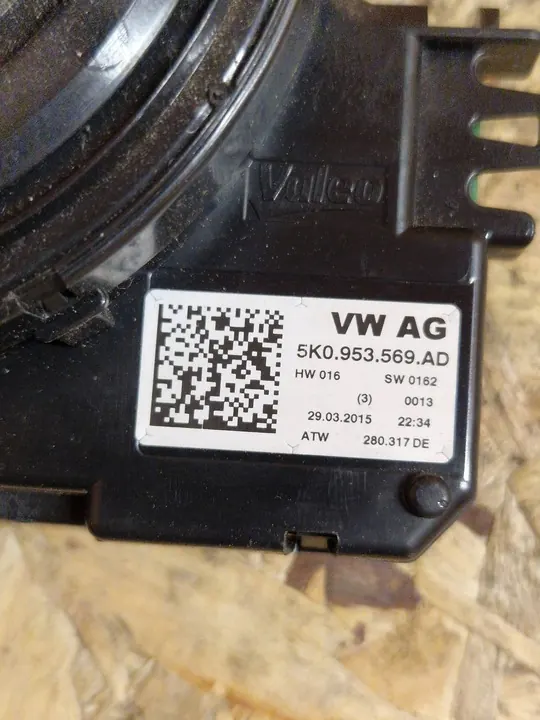 Valeo
VW AG
5K0.953.569.AD
HW 016 SW 0162
(3) 0013
29.03.2015 22:34
ATW 280.317 DE